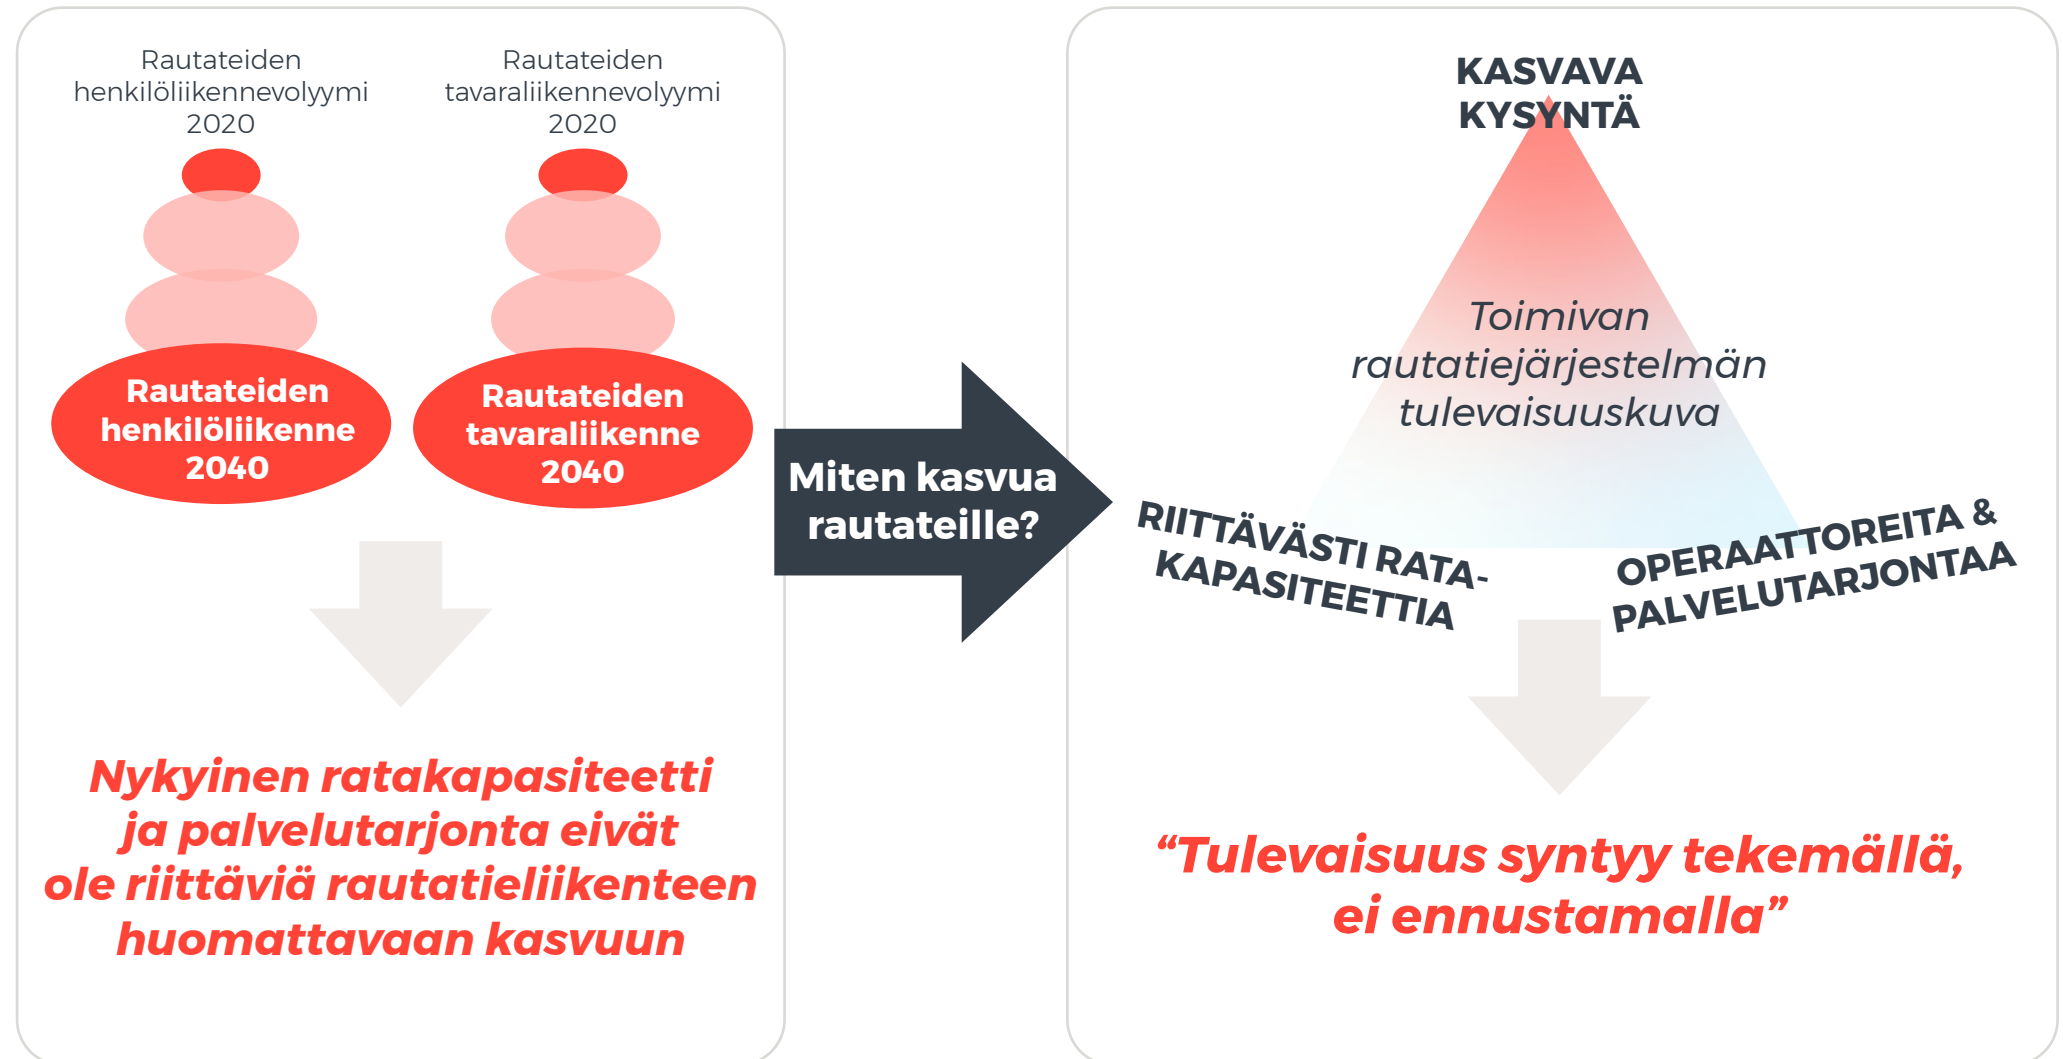 Rautateiden
henkilöliikennevolyymi
2020
Rautateiden
tavaraliikennevolyymi
2020
Rautateiden
henkilöliikenne
2040
Rautateiden
tavaraliikenne
2040
Nykyinen ratakapasiteetti
ja palvelutarjonta eivät
ole riittäviä rautatieliikenteen
huomattavaan kasvuun
Miten kasvua
rautateille?
KASVAVA
KYSYNTÄ
Toimivan
rautatiejärjestelmän
tulevaisuuskuva
RIITTÄVÄSTI RATA-
KAPASITEETTIA
OPERAATTOREITA &
PALVELUTARJONTAA
“Tulevaisuus syntyy tekemällä,
ei ennustamalla”